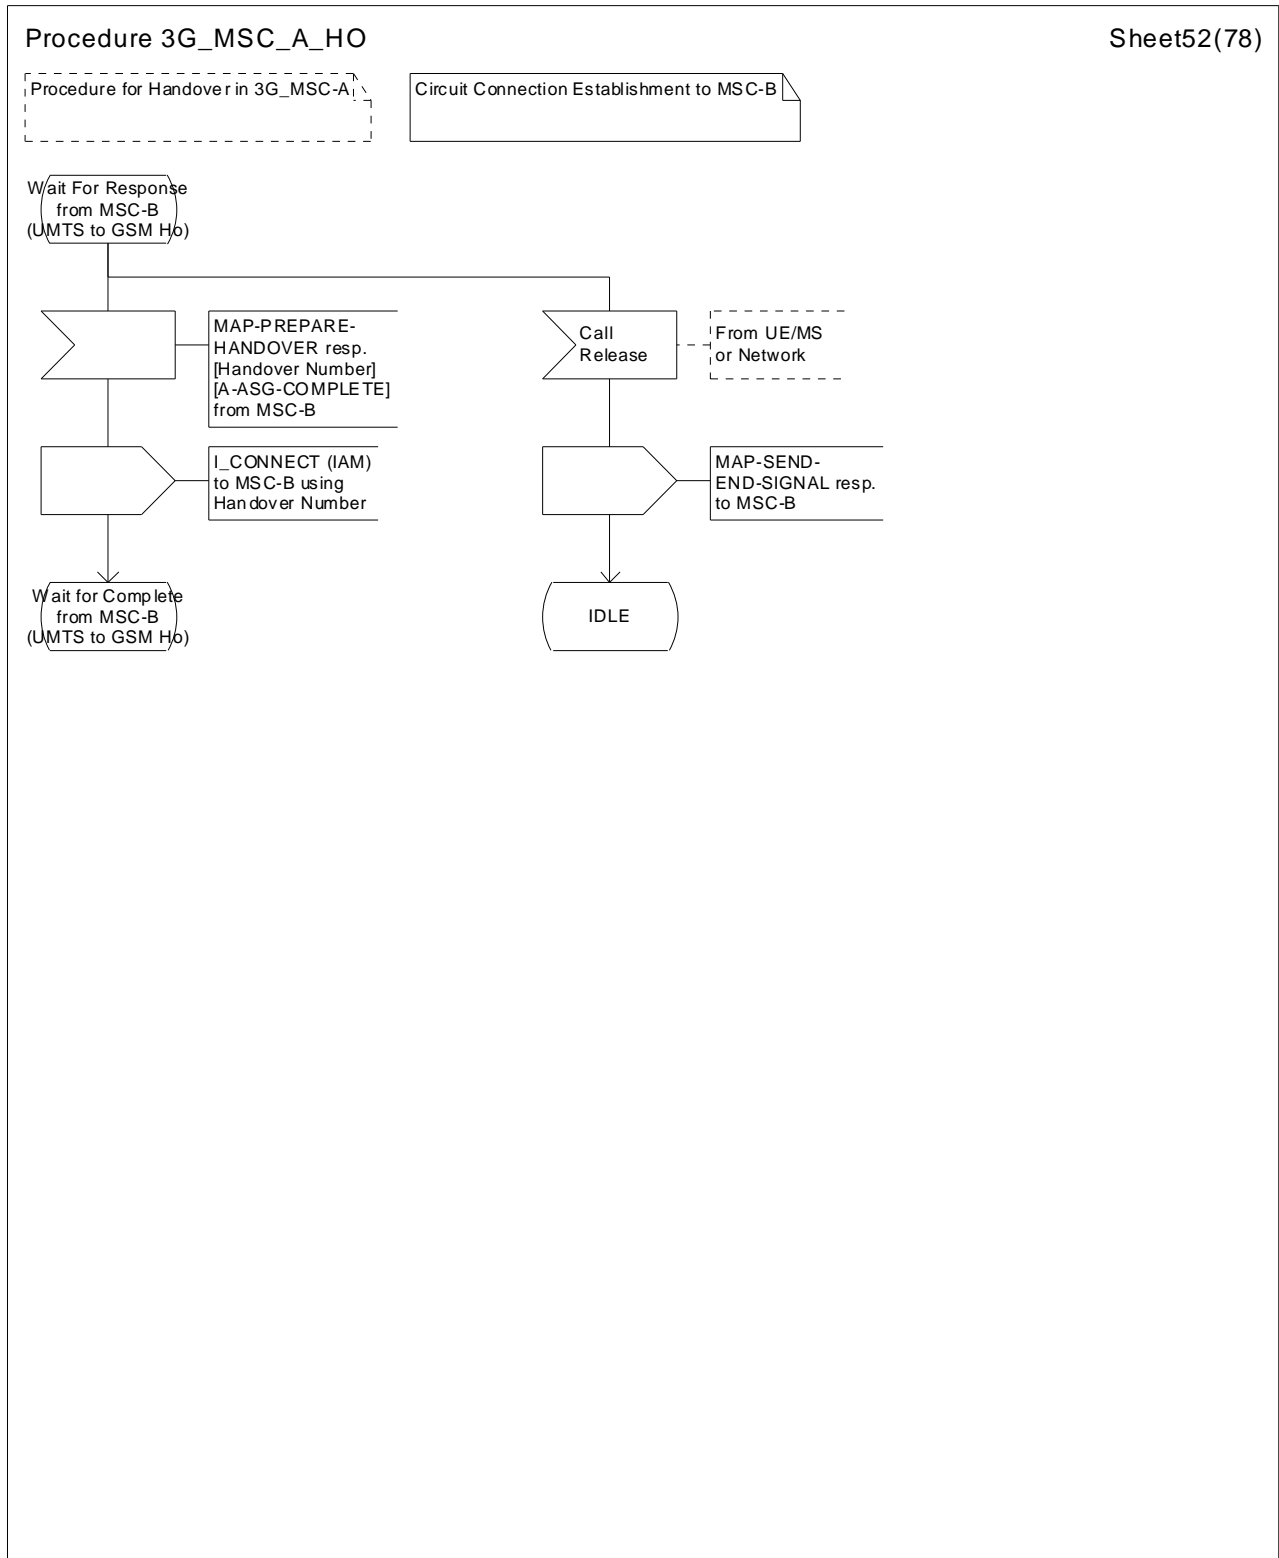 Procedure 3G_MSC_A_HO
Sheet52(78)
Procedure for Handover in 3G_MSC-A
Circuit Connection Establishment to MSC-B
Wait For Response
from MSC-B
(UMTS to GSM Ho)
MAP-PREPARE-
HANDOVER resp.
[Handover Number]
[A-ASG-COMPLETE]
from MSC-B
Call
Release
From UE/MS
or Network
I_CONNECT (IAM)
to MSC-B using
Handover Number
MAP-SEND-
END-SIGNAL resp.
to MSC-B
Wait for Complete
from MSC-B
(UMTS to GSM Ho)
IDLE